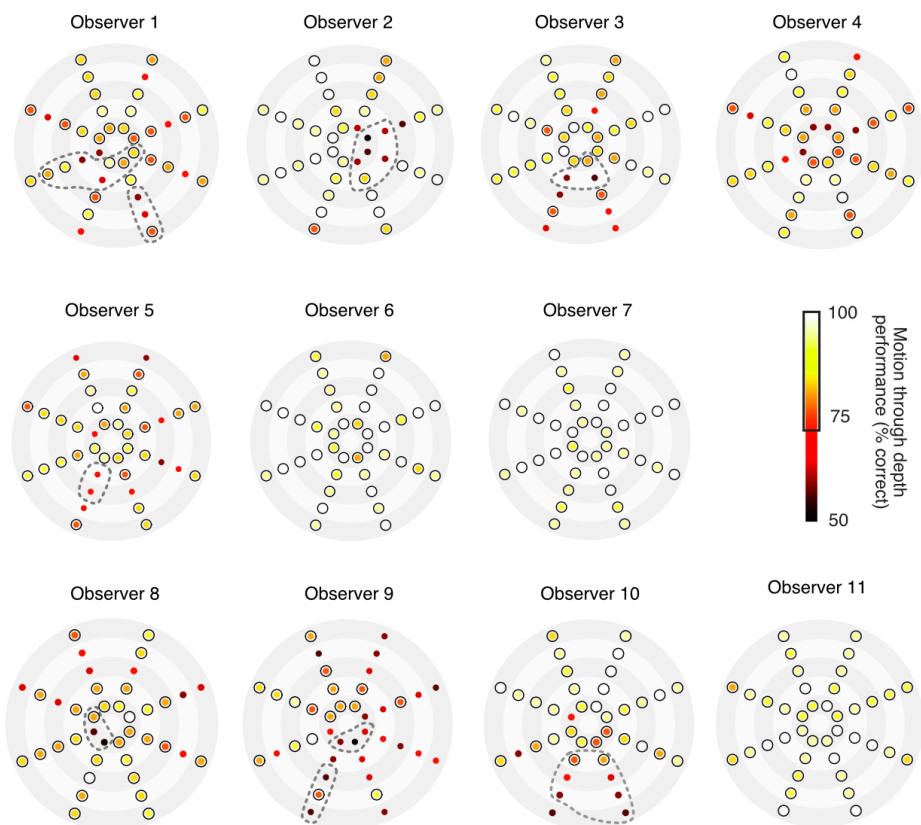 Observer 1
Observer 2
Observer 3
Observer 4
Observer 5
Observer 6
Observer 7
100
75
50
Motion through depth
performance (% correct)
Observer 8
Observer 9
Observer 10
Observer 11